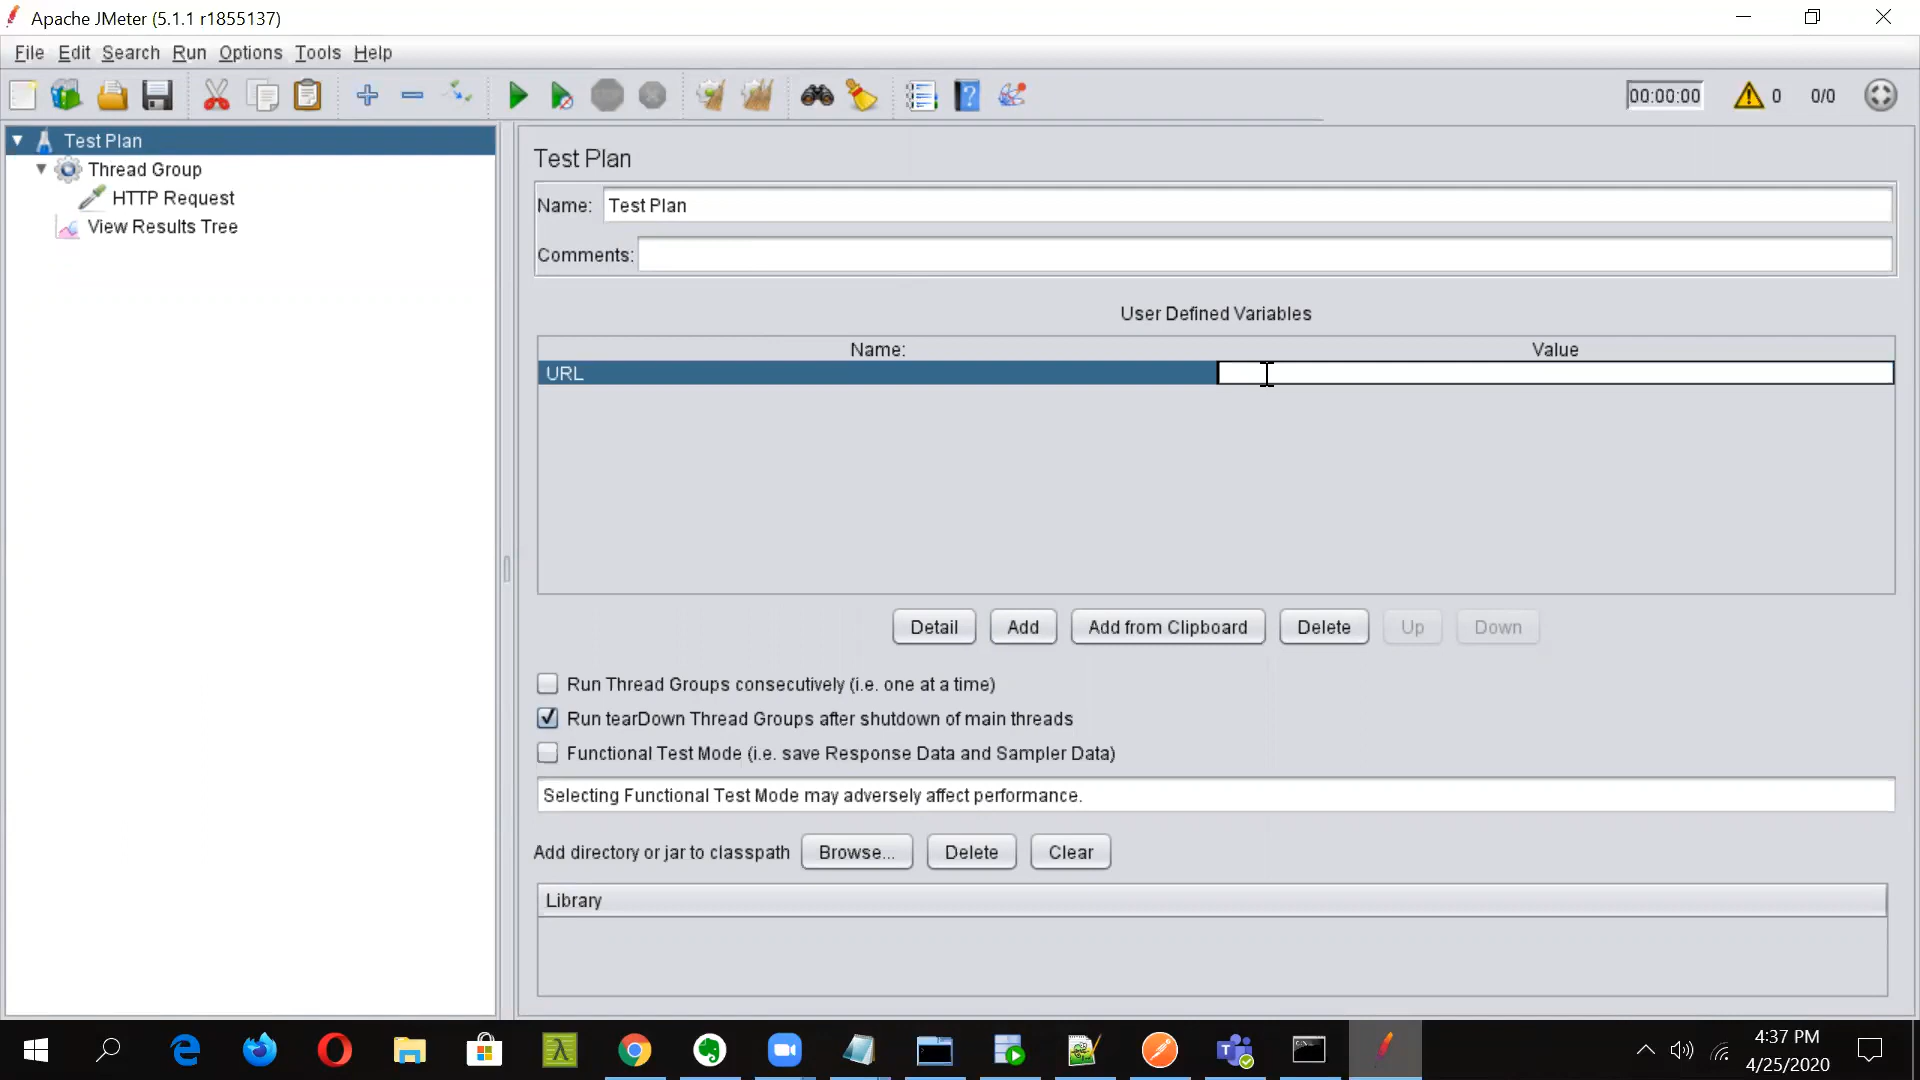 Apache JMeter (5.1.1 r1855137)
File Edit Search Run Options Tools Help
00:00:00 0 0/0
Test Plan
Thread Group
HTTP Request
View Results Tree
Test Plan
Name: Test Plan
Comments:
User Defined Variables
Name: Value
URL
Detail Add Add from Clipboard Delete Up Down
Run Thread Groups consecutively (i.e. one at a time)
Run tearDown Thread Groups after shutdown of main threads
Functional Test Mode (i.e. save Response Data and Sampler Data)
Selecting Functional Test Mode may adversely affect performance.
Add directory or jar to classpath Browse... Delete Clear
Library
4:37 PM
4/25/2020